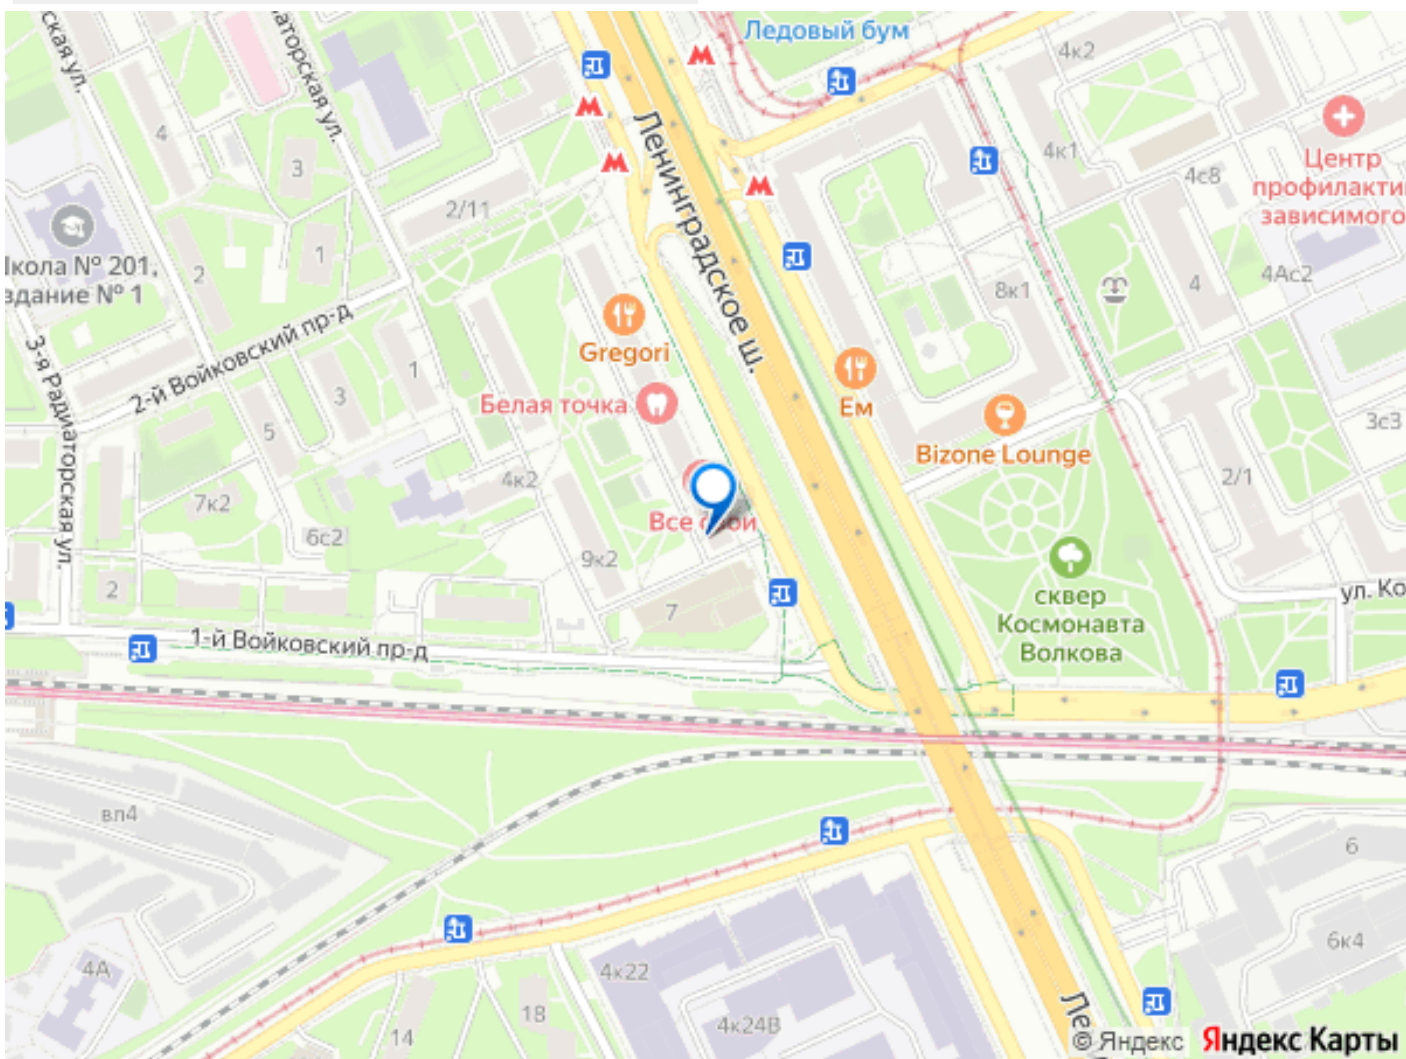 ская ул.
аторская ул.
Ледовый бум
4к2
4
3
4к1
Центр
профилакти
зависимого
4с8
2/11
Ленинградское ш.
Школа № 201,
здание № 1
2
1
4Ас2
4
8к1
Gregori
2-й Войковский пр-д
3-я Радиаторская ул.
1
3
Белая точка
Ем
Bizone Lounge
3с3
5
4к2
2/1
7к2
6с2
Все свои
9к2
2
7
сквер
Космонавта
Волкова
ул. Ко
1-й Войковский пр-д
вл4
6
6к4
4А
4к22
18
14
4к24В
Ле
© Яндекс
Яндекс Карты